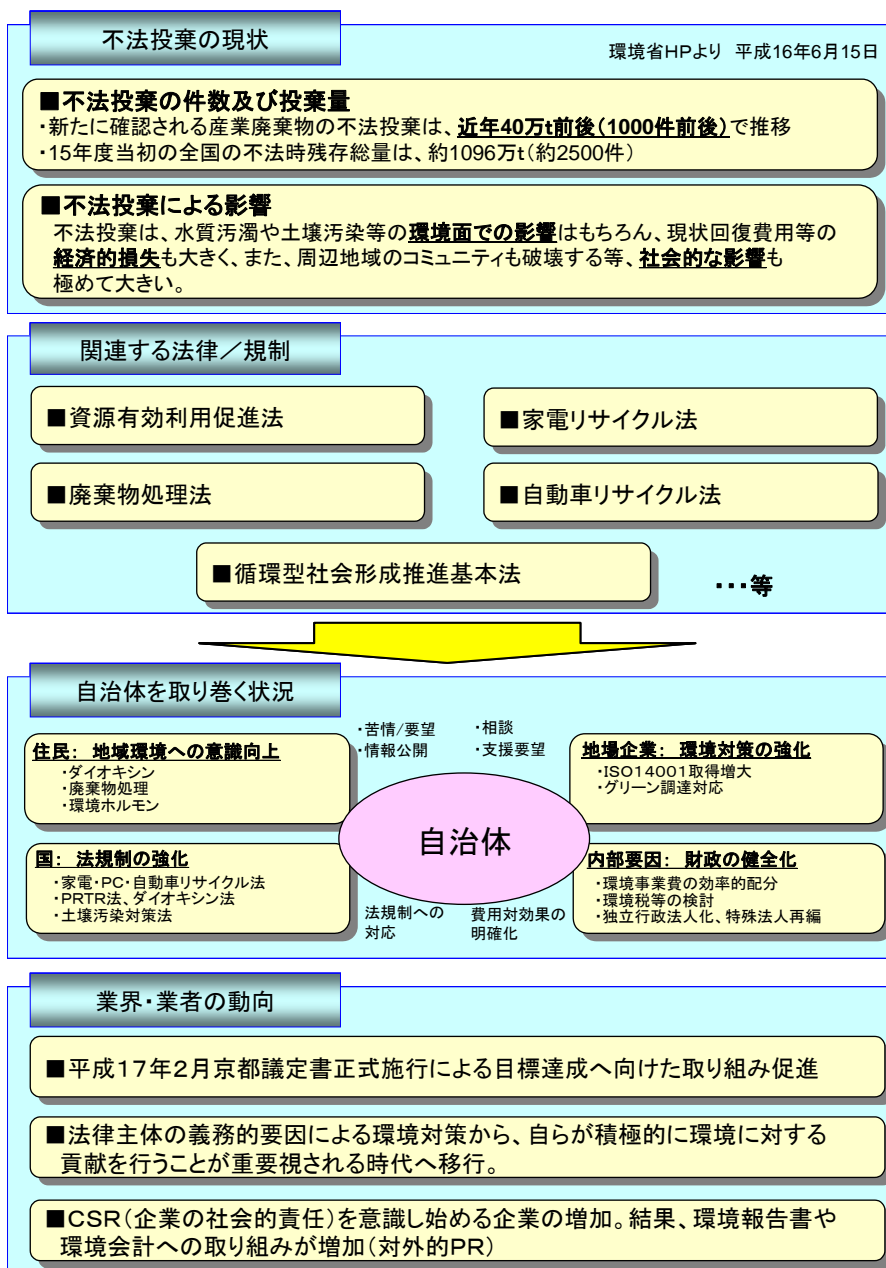 不法投棄の現状
環境省HPより 平成16年6月15日
■不法投棄の件数及び投棄量
・新たに確認される産業廃棄物の不法投棄は、近年40万t前後(1000件前後)で推移
・15年度当初の全国の不法時残存総量は、約1096万t(約2500件)
■不法投棄による影響
不法投棄は、水質汚濁や土壌汚染等の環境面での影響はもちろん、現状回復費用等の
経済的損失も大きく、また、周辺地域のコミュニティも破壊する等、社会的な影響も
極めて大きい。
関連する法律/規制
■資源有効利用促進法
■家電リサイクル法
■廃棄物処理法
■自動車リサイクル法
■循環型社会形成推進基本法
・・・等
自治体を取り巻く状況
・苦情/要望
・情報公開
・相談
・支援要望
住民: 地域環境への意識向上
・ダイオキシン
・廃棄物処理
・環境ホルモン
地場企業: 環境対策の強化
・ISO14001取得増大
・グリーン調達対応
自治体
国: 法規制の強化
・家電・PC・自動車リサイクル法
・PRTR法、ダイオキシン法
・土壌汚染対策法
内部要因: 財政の健全化
・環境事業費の効率的配分
・環境税等の検討
・独立行政法人化、特殊法人再編
法規制への
対応
費用対効果の
明確化
業界・業者の動向
■平成17年2月京都議定書正式施行による目標達成へ向けた取り組み促進
■法律主体の義務的要因による環境対策から、自らが積極的に環境に対する
貢献を行うことが重要視される時代へ移行。
■CSR(企業の社会的責任)を意識し始める企業の増加。結果、環境報告書や
環境会計への取り組みが増加(対外的PR)